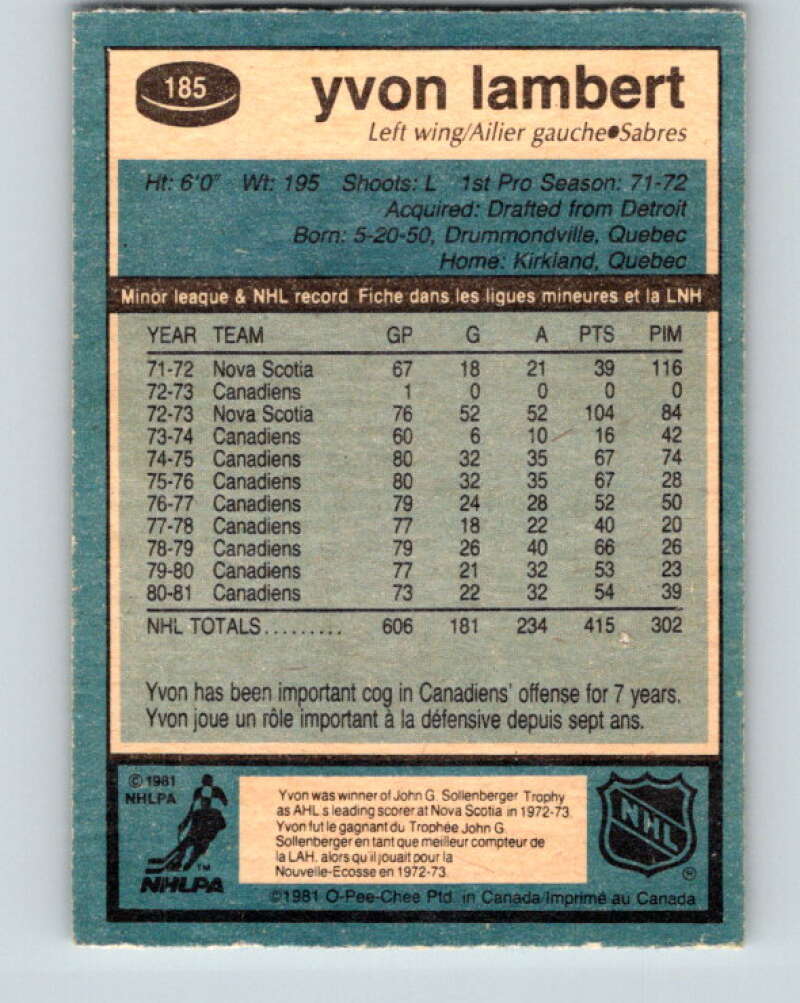 185
yvon lambert
Left wing/Ailier gauche●Sabres
Ht: 6'0" Wt: 195 Shoots: L 1st Pro Season: 71-72
Acquired: Drafted from Detroit
Born: 5-20-50, Drummondville, Quebec
Home: Kirkland, Quebec
Minor league & NHL record Fiche dans les ligues mineures et la LNH
YEAR TEAM GP G A PTS PIM
71-72 Nova Scotia 67 18 21 39 116
72-73 Canadiens 1 0 0 0 0
72-73 Nova Scotia 76 52 52 104 84
73-74 Canadiens 60 6 10 16 42
74-75 Canadiens 80 32 35 67 74
75-76 Canadiens 80 32 35 67 28
76-77 Canadiens 79 24 28 52 50
77-78 Canadiens 77 18 22 40 20
78-79 Canadiens 79 26 40 66 26
79-80 Canadiens 77 21 32 53 23
80-81 Canadiens 73 22 32 54 39
NHL TOTALS......... 606 181 234 415 302
Yvon has been important cog in Canadiens' offense for 7 years.
Yvon joue un rôle important à la défensive depuis sept ans.
© 1981
NHLPA
Yvon was winner of John G. Sollenberger Trophy
as AHL s leading scorer at Nova Scotia in 1972-73.
Yvon fut le gagnant du Trophée John G.
Sollenberger en tant que meilleur compteur de
la LAH. alors qu'il jouait pour la
Nouvelle-Ecosse en 1972-73.
TM
NHLPA
NHL
®
©1981 O-Pee-Chee Ptd. in Canada/Imprimé au Canada